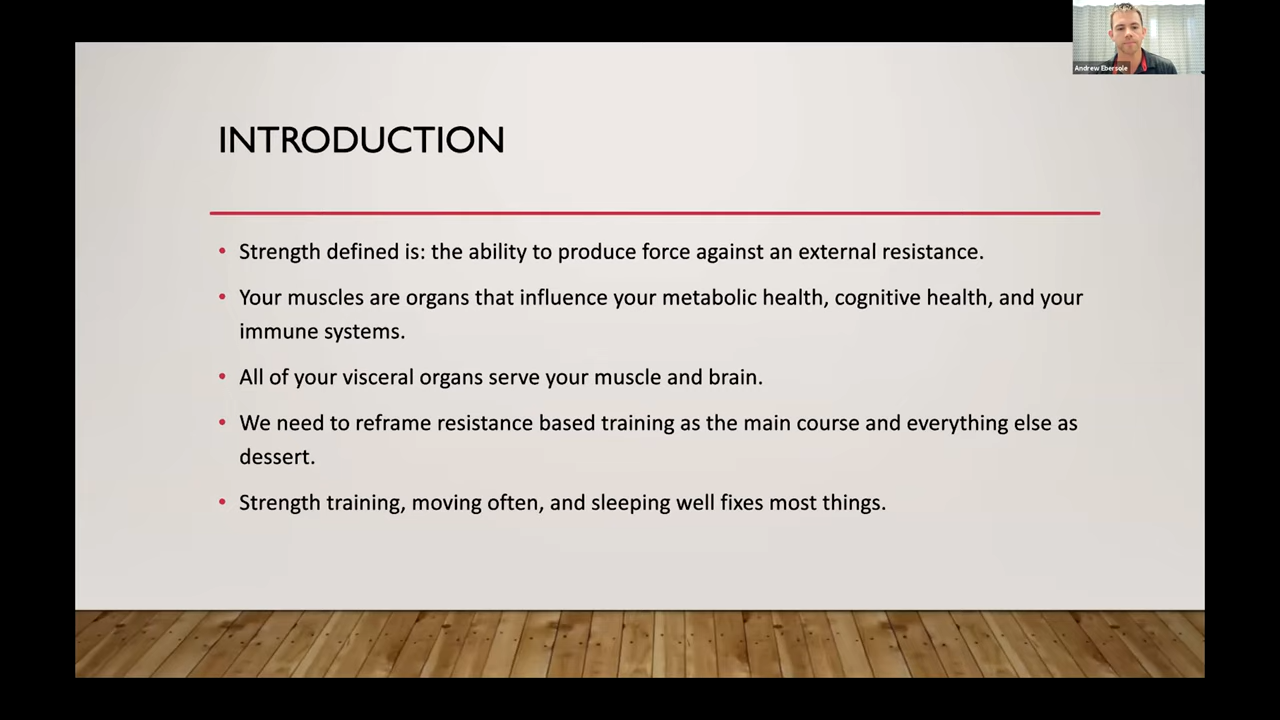 Andrew Ebersole
INTRODUCTION
• Strength defined is: the ability to produce force against an external resistance.
• Your muscles are organs that influence your metabolic health, cognitive health, and your
immune systems.
• All of your visceral organs serve your muscle and brain.
• We need to reframe resistance based training as the main course and everything else as
dessert.
• Strength training, moving often, and sleeping well fixes most things.